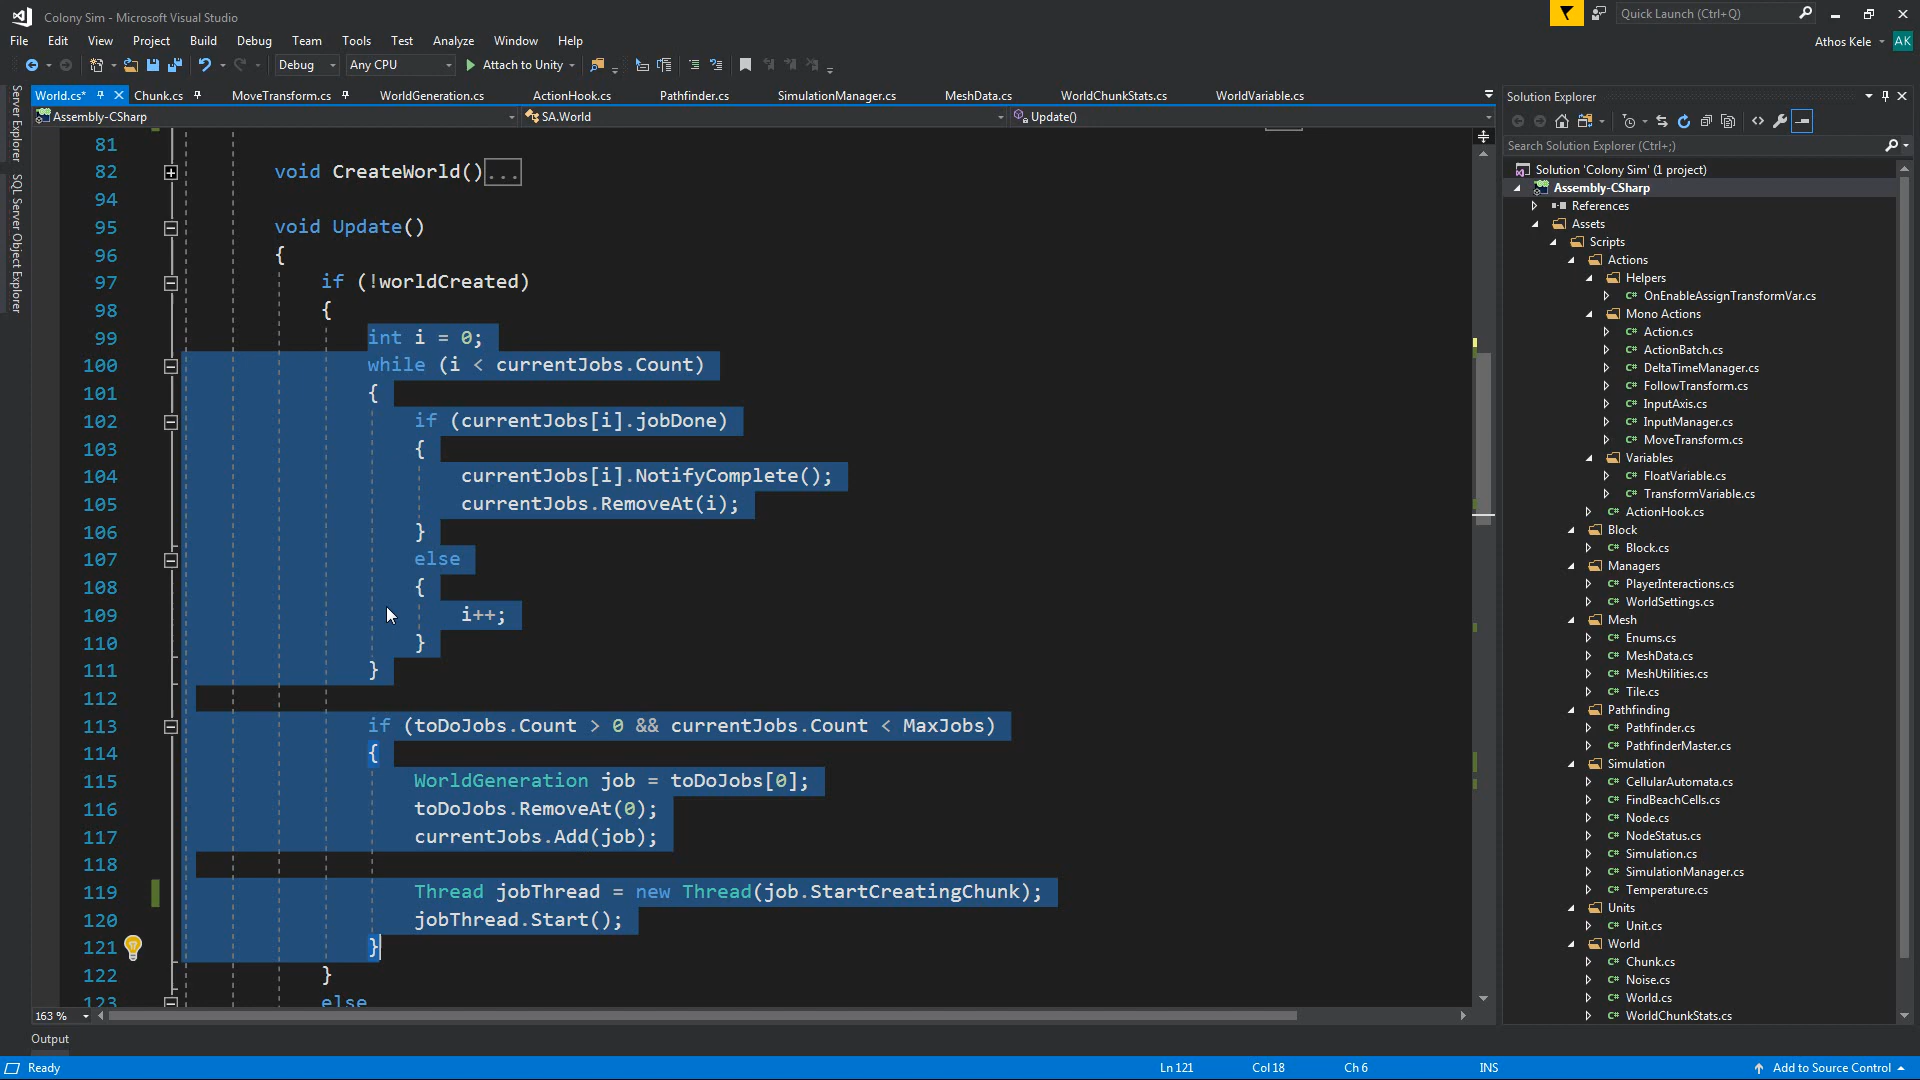 Colony Sim - Microsoft Visual Studio
Quick Launch (Ctrl+Q)
File Edit View Project Build Debug Team Tools Test Analyze Window Help
Athos Kele AK
Debug Any CPU Attach to Unity
World.cs* Chunk.cs MoveTransform.cs WorldGeneration.cs ActionHook.cs Pathfinder.cs SimulationManager.cs MeshData.cs WorldChunkStats.cs WorldVariable.cs
Assembly-CSharp SA.World Update()
Server Explorer
SQL Server Object Explorer
81
82 void CreateWorld()...
94
95 void Update()
96 {
97 if (!worldCreated)
98 {
99 int i = 0;
100 while (i < currentJobs.Count)
101 {
102 if (currentJobs[i].jobDone)
103 {
104 currentJobs[i].NotifyComplete();
105 currentJobs.RemoveAt(i);
106 }
107 else
108 {
109 i++;
110 }
111 }
112
113 if (toDoJobs.Count > 0 && currentJobs.Count < MaxJobs)
114 {
115 WorldGeneration job = toDoJobs[0];
116 toDoJobs.RemoveAt(0);
117 currentJobs.Add(job);
118
119 Thread jobThread = new Thread(job.StartCreatingChunk);
120 jobThread.Start();
121 }
122 }
123 else
163 %
Output
Solution Explorer
Search Solution Explorer (Ctrl+;)
Solution 'Colony Sim' (1 project)
Assembly-CSharp
References
Assets
Scripts
Actions
Helpers
C# OnEnableAssignTransformVar.cs
Mono Actions
C# Action.cs
C# ActionBatch.cs
C# DeltaTimeManager.cs
C# FollowTransform.cs
C# InputAxis.cs
C# InputManager.cs
C# MoveTransform.cs
Variables
C# FloatVariable.cs
C# TransformVariable.cs
C# ActionHook.cs
Block
C# Block.cs
Managers
C# PlayerInteractions.cs
C# WorldSettings.cs
Mesh
C# Enums.cs
C# MeshData.cs
C# MeshUtilities.cs
C# Tile.cs
Pathfinding
C# Pathfinder.cs
C# PathfinderMaster.cs
Simulation
C# CellularAutomata.cs
C# FindBeachCells.cs
C# Node.cs
C# NodeStatus.cs
C# Simulation.cs
C# SimulationManager.cs
C# Temperature.cs
Units
C# Unit.cs
World
C# Chunk.cs
C# Noise.cs
C# World.cs
C# WorldChunkStats.cs
Ready Ln 121 Col 18 Ch 6 INS Add to Source Control